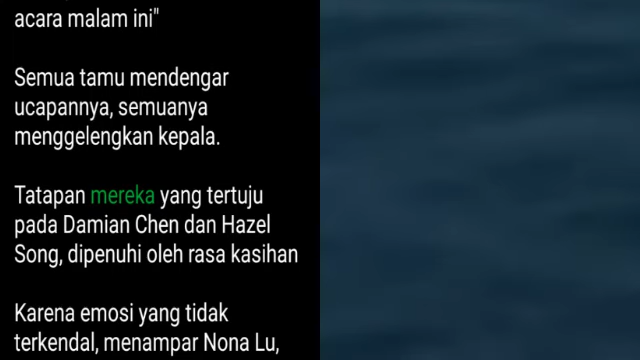 acara malam ini"
Semua tamu mendengar
ucapannya, semuanya
menggelengkan kepala.
Tatapan mereka yang tertuju
pada Damian Chen dan Hazel
Song, dipenuhi oleh rasa kasihan
Karena emosi yang tidak
terkendal, menampar Nona Lu,